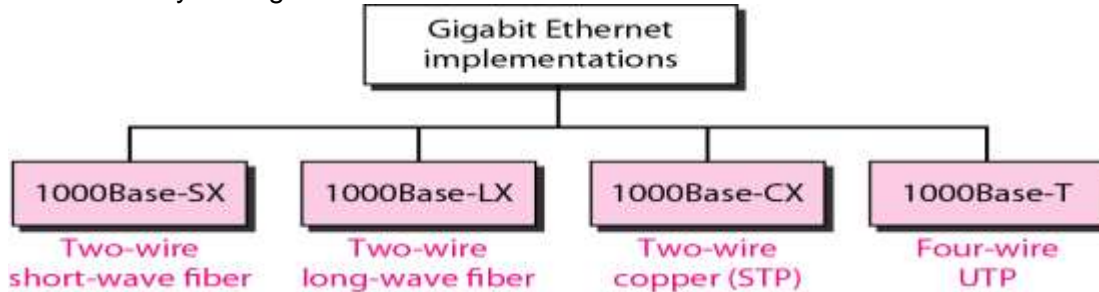 Gigabit Ethernet
implementations
1000Base-SX
1000Base-LX
1000Base-CX
1000Base-T
Two-wire
short-wave fiber
Two-wire
long-wave fiber
Two-wire
copper (STP)
Four-wire
UTP